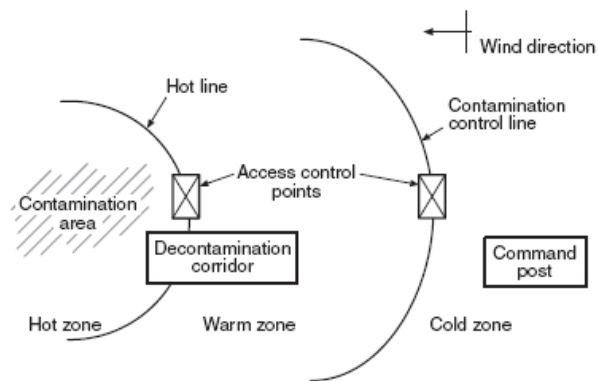 Wind direction
Hot line
Contamination
control line
Access control
points
Contamination
area
Decontamination
corridor
Command
post
Hot zone
Warm zone
Cold zone